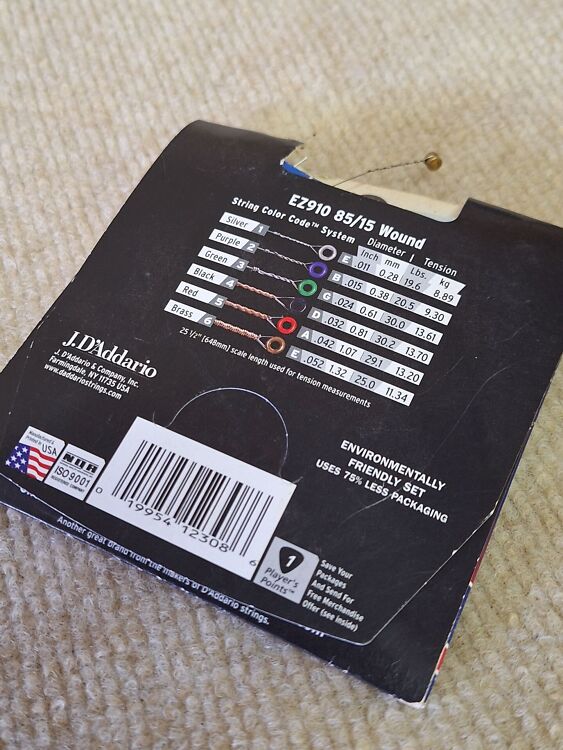 EZ910 85/15 Wound
String Color Code™ System Diameter | Tension
Inch mm Lbs. kg
Silver 1 E .011 0.28 19.6 8.89
Purple 2 B .015 0.38 20.5 9.30
Green 3 G .024 0.61 30.0 13.61
Black 4 D .032 0.81 30.2 13.70
Red 5 A .042 1.07 29.1 13.20
Brass 6 E .052 1.32 25.0 11.34
25 1/2" (648mm) scale length used for tension measurements
J.D'Addario
J. D'Addario & Company, Inc.
Farmingdale, NY 11735 USA
www.daddariostrings.com
ENVIRONMENTALLY
FRIENDLY SET
USES 75% LESS PACKAGING
Manufactured &
Printed in USA
NQA
ISO 9001
REGISTERED COMPANY
0 19954 12308 6
1
Player's
Points™
Save Your
Packages
And Send For
Free Merchandise
Offer (see inside)
Another great brand from the makers of D'Addario strings.